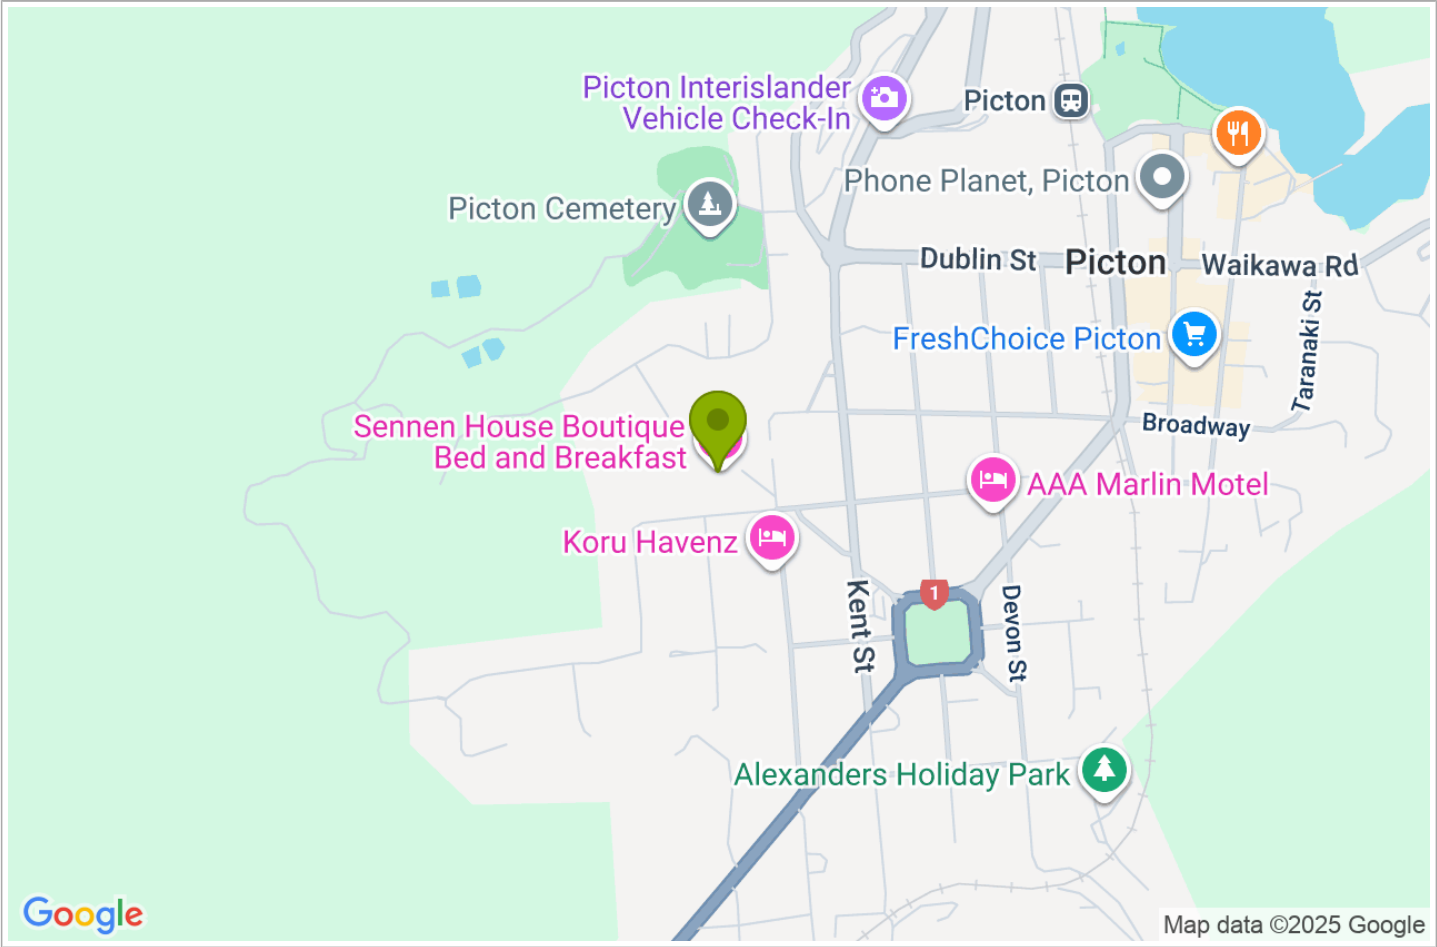 Picton Interislander
Vehicle Check-In
Picton
Phone Planet, Picton
Picton Cemetery
Dublin St
Picton
Waikawa Rd
Taranaki St
FreshChoice Picton
Broadway
Sennen House Boutique
Bed and Breakfast
AAA Marlin Motel
Koru Havenz
1
Kent St
Devon St
Alexanders Holiday Park
Google
Map data ©2025 Google